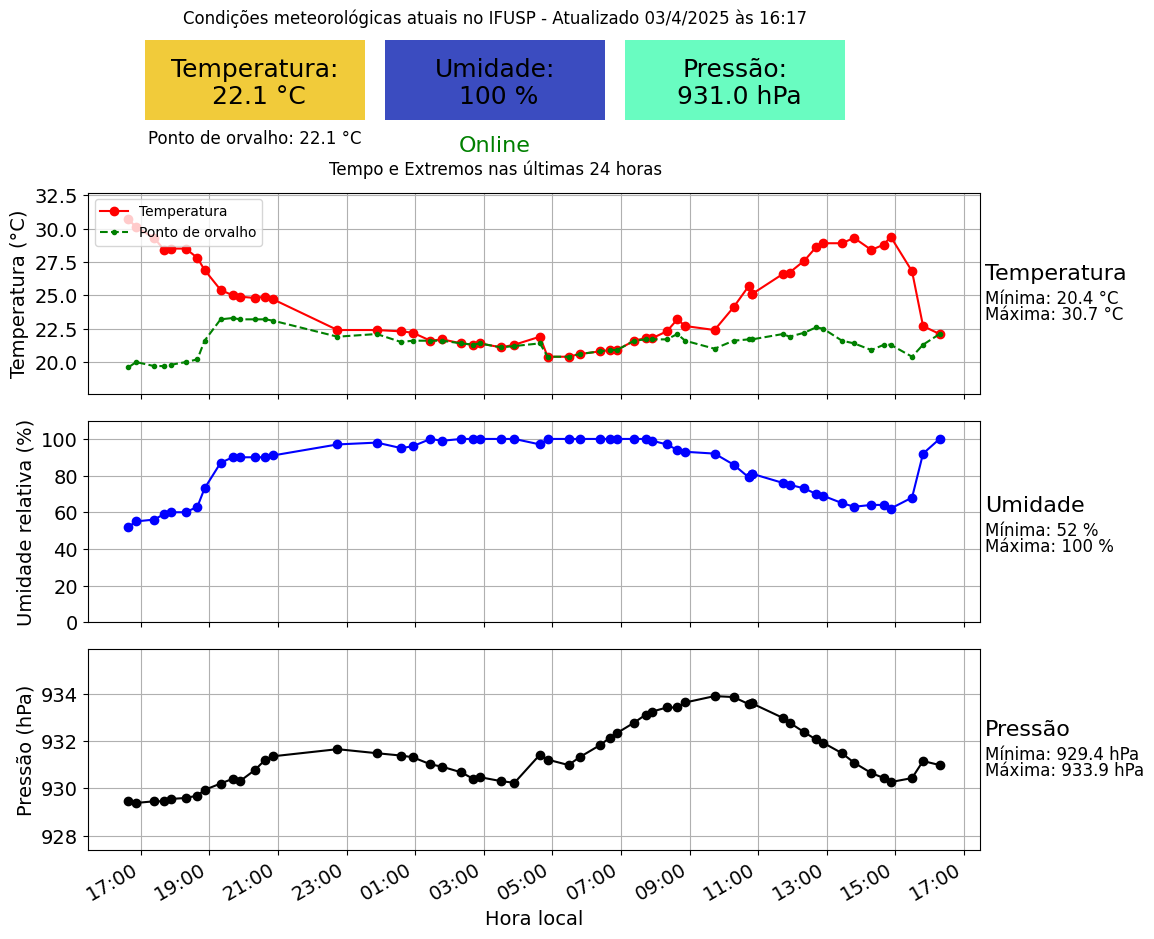 Condições meteorológicas atuais no IFUSP - Atualizado 03/4/2025 às 16:17
Temperatura:
22.1 °C
Umidade:
100 %
Pressão:
931.0 hPa
Ponto de orvalho: 22.1 °C
Online
Tempo e Extremos nas últimas 24 horas
Temperatura (°C)
32.5
30.0
27.5
25.0
22.5
20.0
Temperatura
Ponto de orvalho
Temperatura
Mínima: 20.4 °C
Máxima: 30.7 °C
Umidade relativa (%)
100
80
60
40
20
0
Umidade
Mínima: 52 %
Máxima: 100 %
Pressão (hPa)
934
932
930
928
Pressão
Mínima: 929.4 hPa
Máxima: 933.9 hPa
17:00
19:00
21:00
23:00
01:00
03:00
05:00
07:00
09:00
11:00
13:00
15:00
17:00
Hora local